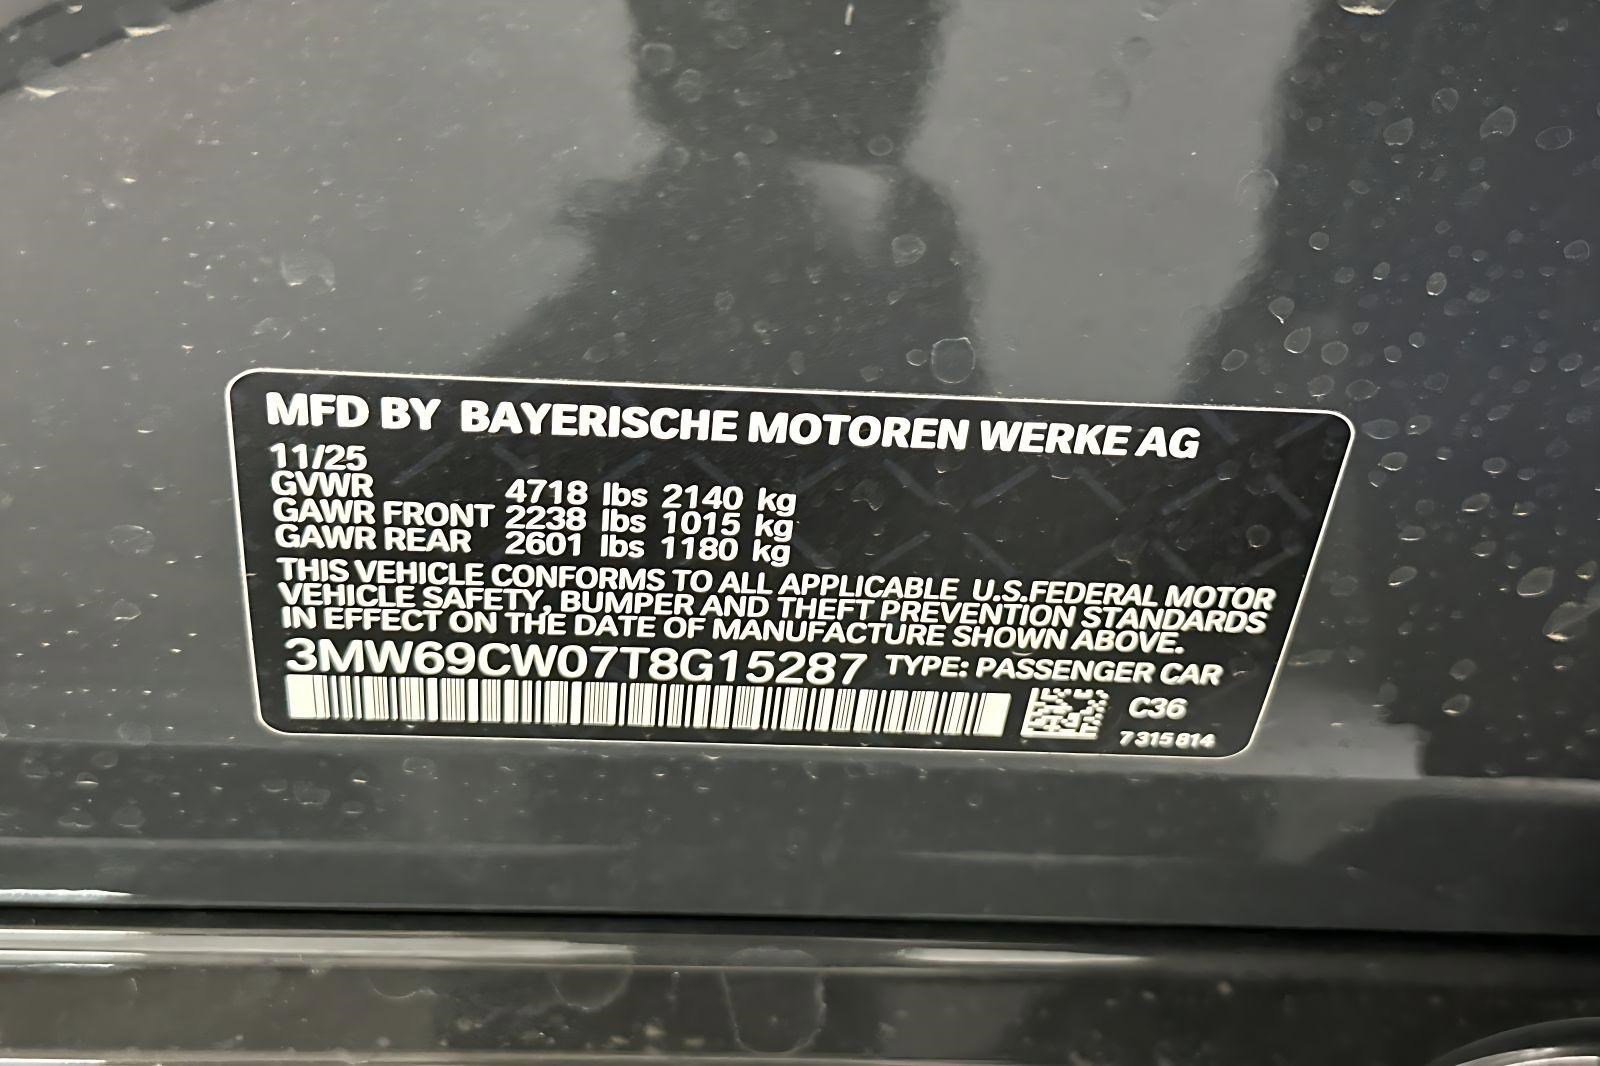 MFD BY BAYERISCHE MOTOREN WERKE AG
11/25
GVWR 4718 lbs 2140 kg
GAWR FRONT 2238 lbs 1015 kg
GAWR REAR 2601 lbs 1180 kg
THIS VEHICLE CONFORMS TO ALL APPLICABLE U.S.FEDERAL MOTOR
VEHICLE SAFETY, BUMPER AND THEFT PREVENTION STANDARDS
IN EFFECT ON THE DATE OF MANUFACTURE SHOWN ABOVE.
3MW69CW07T8G15287 TYPE: PASSENGER CAR
C36
7 315 814